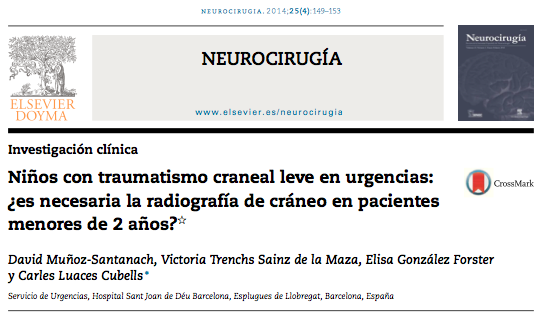 NEUROCIRUGIA. 2014;25(4):149–153
ELSEVIER
DOYMA
NEUROCIRUGÍA
www.elsevier.es/neurocirugia
Neurocirugía
Investigación clínica
Niños con traumatismo craneal leve en urgencias:
¿es necesaria la radiografía de cráneo en pacientes
menores de 2 años?☆
CrossMark
David Muñoz-Santanach, Victoria Trenchs Sainz de la Maza, Elisa González Forster
y Carles Luaces Cubells*
Servicio de Urgencias, Hospital Sant Joan de Déu Barcelona, Esplugues de Llobregat, Barcelona, España